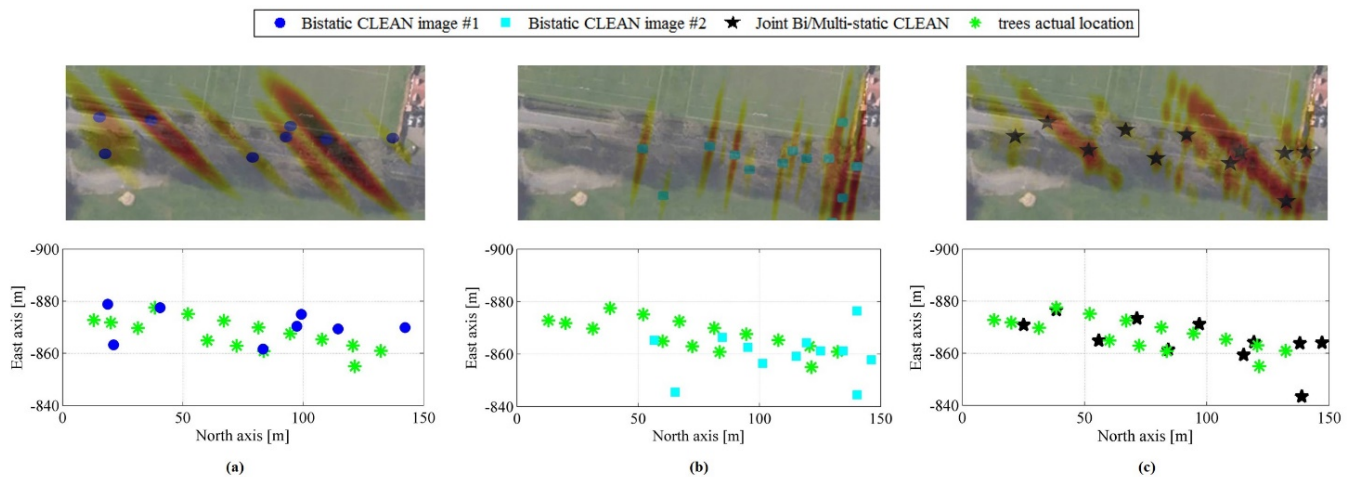 Bistatic CLEAN image #1 Bistatic CLEAN image #2 Joint Bi/Multi-static CLEAN trees actual location
-900
-880
-860
-840
East axis [m]
0 50 100 150
North axis [m]
(a)
-900
-880
-860
-840
East axis [m]
0 50 100 150
North axis [m]
(b)
-900
-880
-860
-840
East axis [m]
0 50 100 150
North axis [m]
(c)